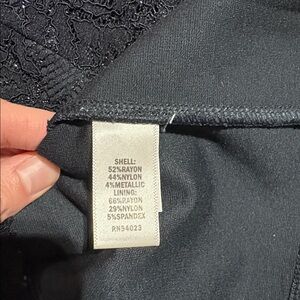 SHELL:
52%RAYON
44%NYLON
4%METALLIC
LINING:
66%RAYON
29%NYLON
5%SPANDEX
RN54023